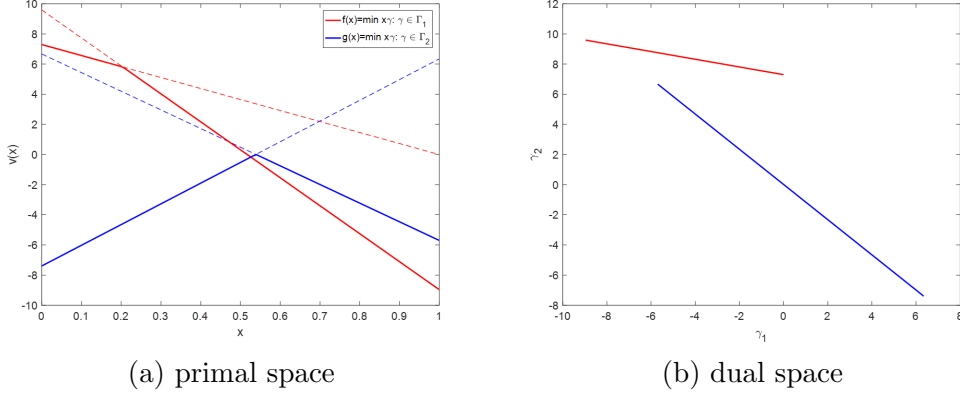 f(x)=min xγ: γ ∈ Γ₁
g(x)=min xγ: γ ∈ Γ₂
10
8
6
4
2
0
-2
-4
-6
-8
-10
v(x)
0 0.1 0.2 0.3 0.4 0.5 0.6 0.7 0.8 0.9 1
x
(a) primal space
12
10
8
6
4
2
0
-2
-4
-6
-8
γ₂
-10 -8 -6 -4 -2 0 2 4 6 8
γ₁
(b) dual space